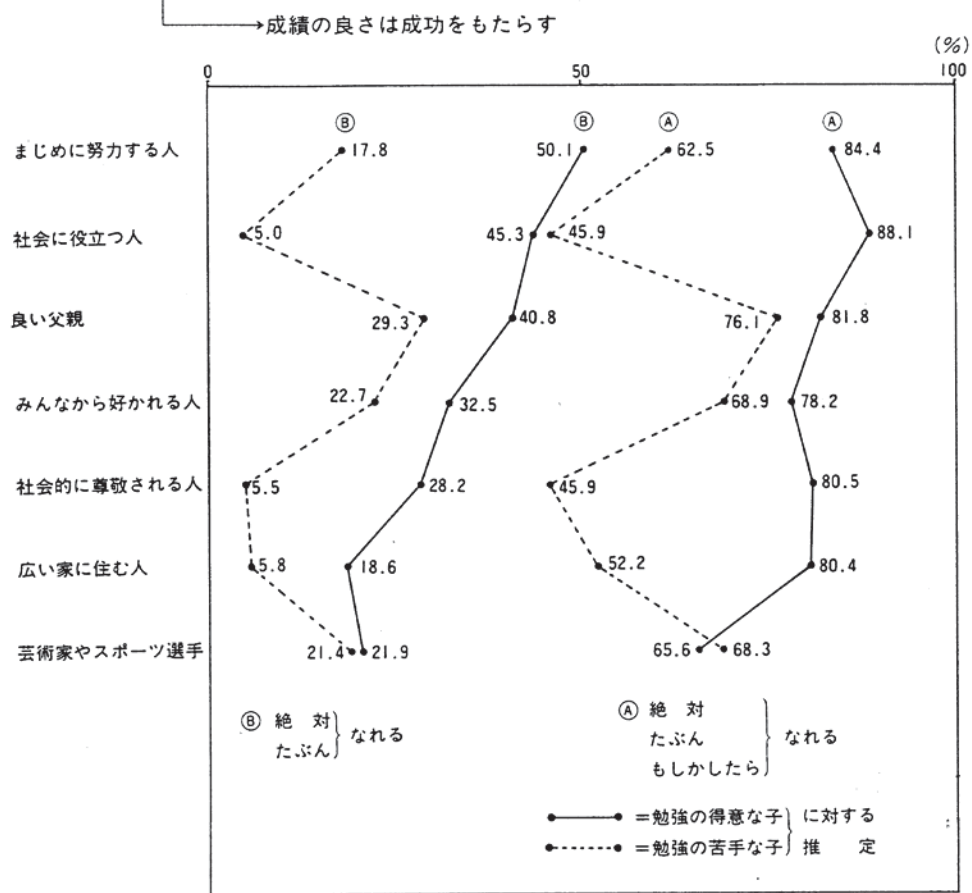 成績の良さは成功をもたらす
(%)
0 50 100
Ⓑ Ⓑ Ⓐ Ⓐ
まじめに努力する人 17.8 50.1 62.5 84.4
社会に役立つ人 5.0 45.3 45.9 88.1
良い父親 29.3 40.8 76.1 81.8
みんなから好かれる人 22.7 32.5 68.9 78.2
社会的に尊敬される人 5.5 28.2 45.9 80.5
広い家に住む人 5.8 18.6 52.2 80.4
芸術家やスポーツ選手 21.4 21.9 65.6 68.3
Ⓑ 絶対
たぶん
なれる
Ⓐ 絶対
たぶん
もしかしたら
なれる
=勉強の得意な子 に対する
=勉強の苦手な子 推定